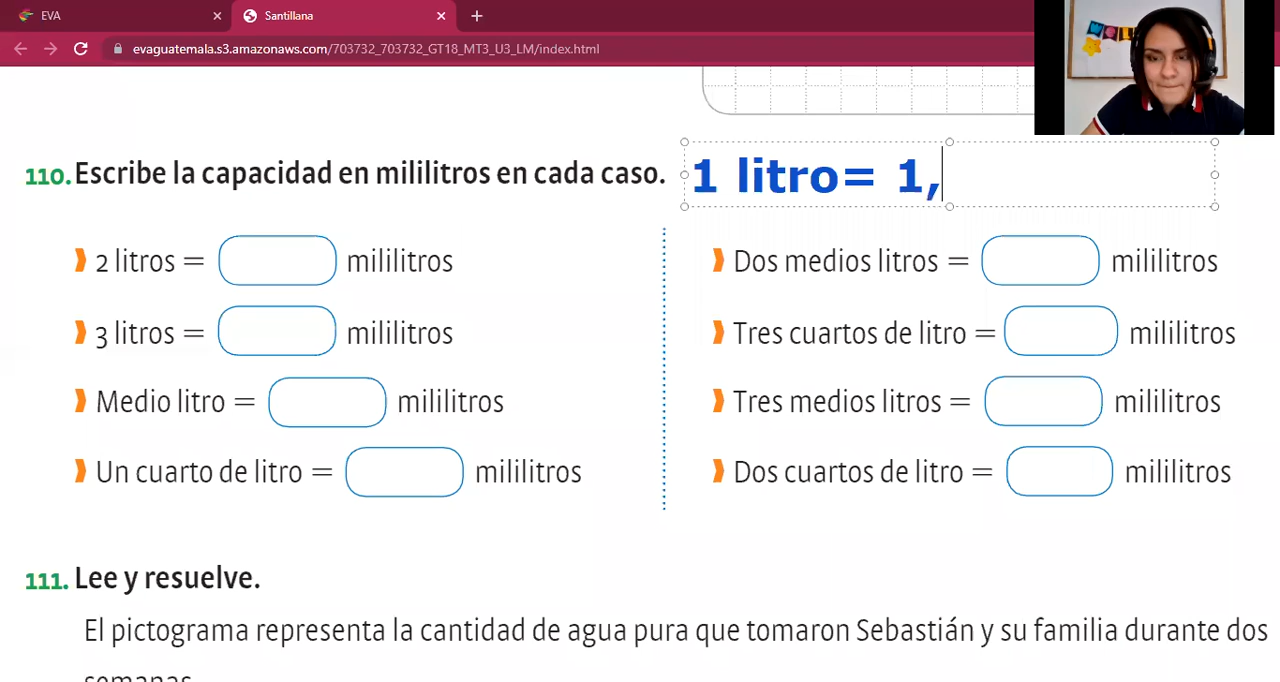 EVA
Santillana
evaguatemala.s3.amazonaws.com/703732_703732_GT18_MT3_U3_LM/index.html
110. Escribe la capacidad en mililitros en cada caso.
1 litro= 1,
2 litros = mililitros
3 litros = mililitros
Medio litro = mililitros
Un cuarto de litro = mililitros
Dos medios litros = mililitros
Tres cuartos de litro = mililitros
Tres medios litros = mililitros
Dos cuartos de litro = mililitros
111. Lee y resuelve.
El pictograma representa la cantidad de agua pura que tomaron Sebastián y su familia durante dos
semanas